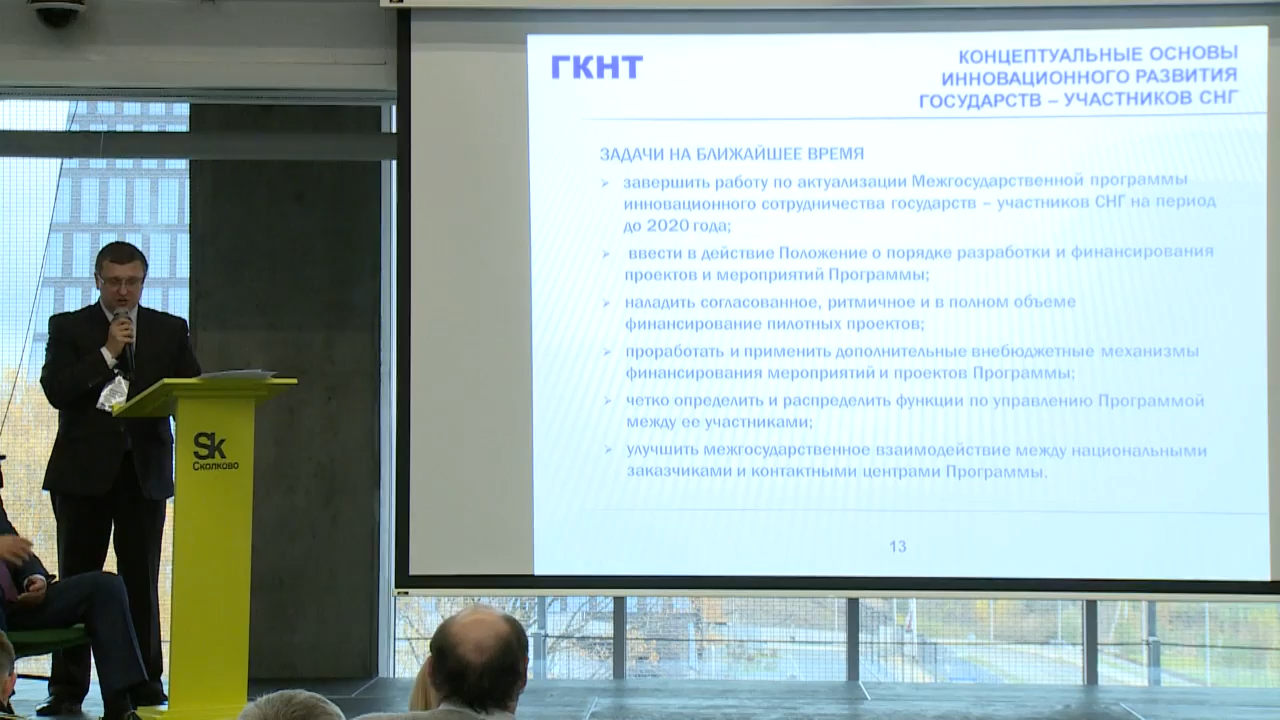 ГКНТ
КОНЦЕПТУАЛЬНЫЕ ОСНОВЫ
ИННОВАЦИОННОГО РАЗВИТИЯ
ГОСУДАРСТВ – УЧАСТНИКОВ СНГ
ЗАДАЧИ НА БЛИЖАЙШЕЕ ВРЕМЯ
завершить работу по актуализации Межгосударственной программы
инновационного сотрудничества государств – участников СНГ на период
до 2020 года;
ввести в действие Положение о порядке разработки и финансирования
проектов и мероприятий Программы;
наладить согласованное, ритмичное и в полном объеме
финансирование пилотных проектов;
проработать и применить дополнительные внебюджетные механизмы
финансирования мероприятий и проектов Программы;
четко определить и распределить функции по управлению Программой
между ее участниками;
улучшить межгосударственное взаимодействие между национальными
заказчиками и контактными центрами Программы.
13
Sk
Сколково